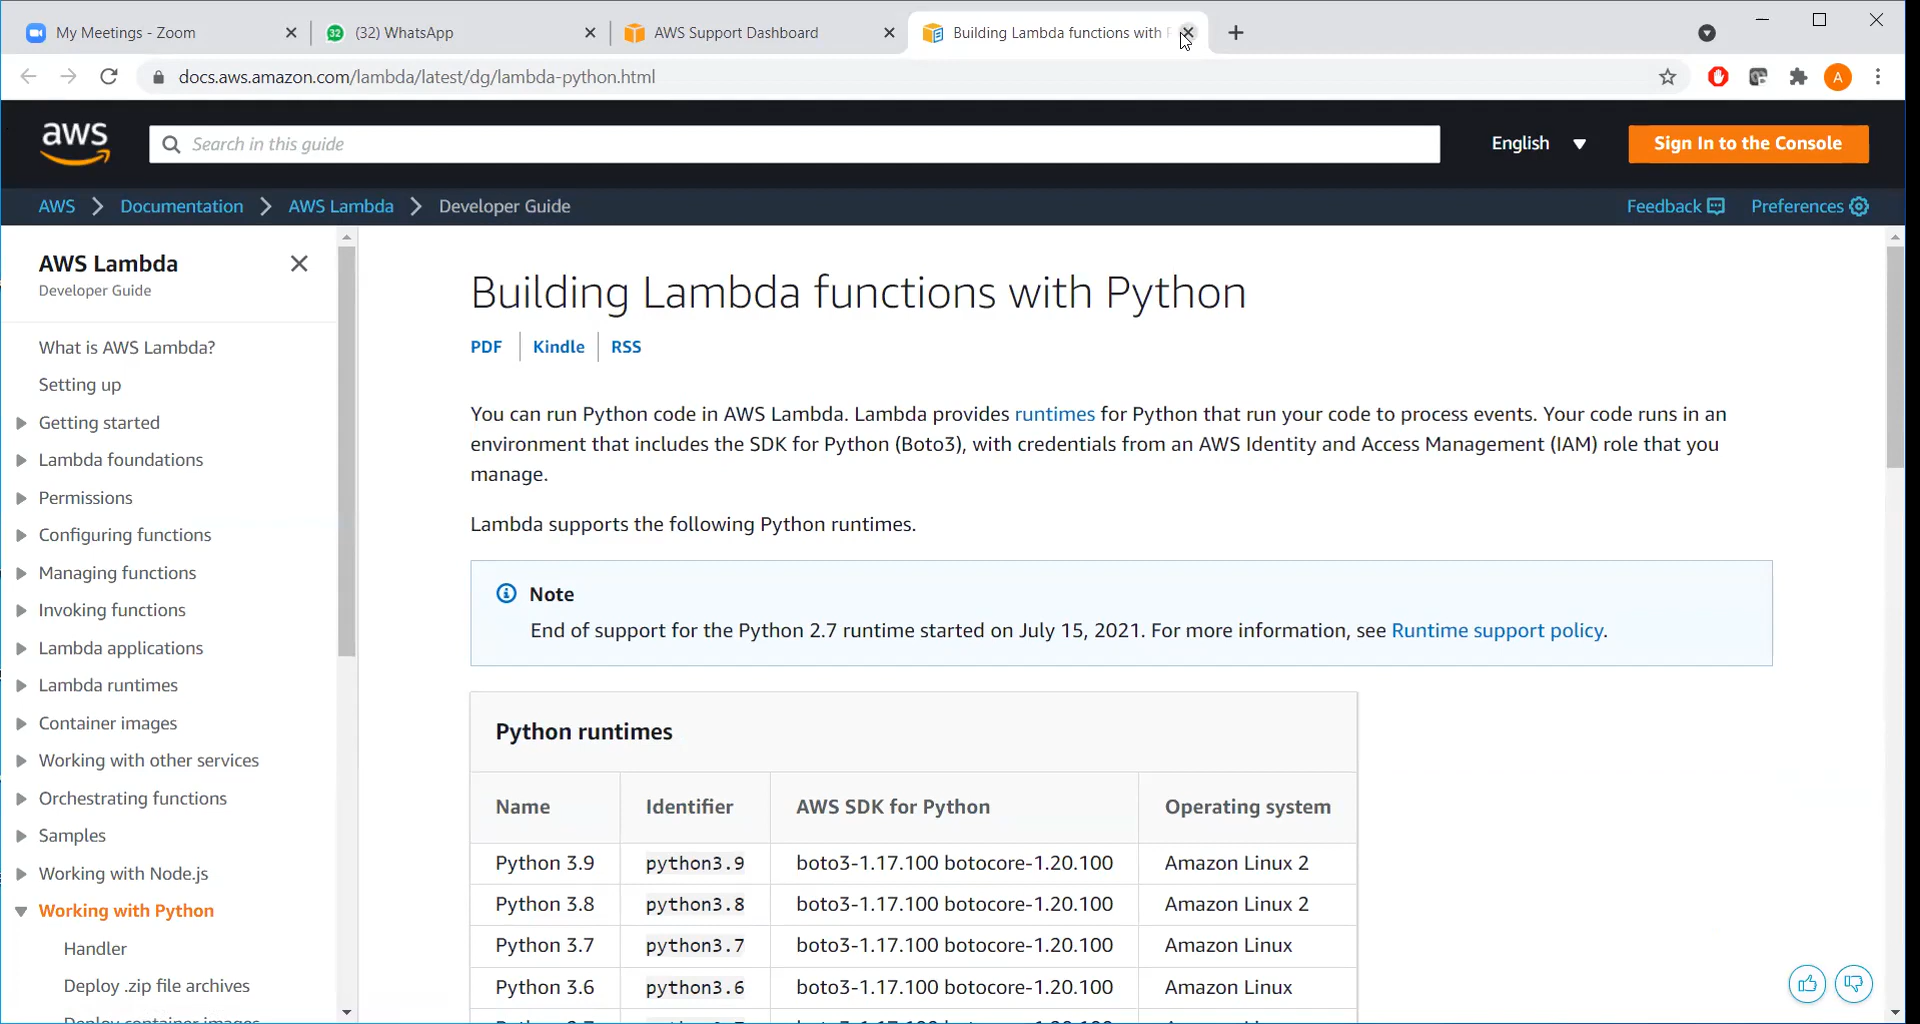 My Meetings - Zoom
32
(32) WhatsApp
AWS Support Dashboard
Building Lambda functions with P
docs.aws.amazon.com/lambda/latest/dg/lambda-python.html
A
aws
Search in this guide
English
Sign In to the Console
AWS
Documentation
AWS Lambda
Developer Guide
Feedback
Preferences
AWS Lambda
Developer Guide
What is AWS Lambda?
Setting up
Getting started
Lambda foundations
Permissions
Configuring functions
Managing functions
Invoking functions
Lambda applications
Lambda runtimes
Container images
Working with other services
Orchestrating functions
Samples
Working with Node.js
Working with Python
Handler
Deploy .zip file archives
Deploy container images
Building Lambda functions with Python
PDF
Kindle
RSS
You can run Python code in AWS Lambda. Lambda provides runtimes for Python that run your code to process events. Your code runs in an
environment that includes the SDK for Python (Boto3), with credentials from an AWS Identity and Access Management (IAM) role that you
manage.
Lambda supports the following Python runtimes.
Note
End of support for the Python 2.7 runtime started on July 15, 2021. For more information, see Runtime support policy.
Python runtimes
Name Identifier AWS SDK for Python Operating system
Python 3.9 python3.9 boto3-1.17.100 botocore-1.20.100 Amazon Linux 2
Python 3.8 python3.8 boto3-1.17.100 botocore-1.20.100 Amazon Linux 2
Python 3.7 python3.7 boto3-1.17.100 botocore-1.20.100 Amazon Linux
Python 3.6 python3.6 boto3-1.17.100 botocore-1.20.100 Amazon Linux